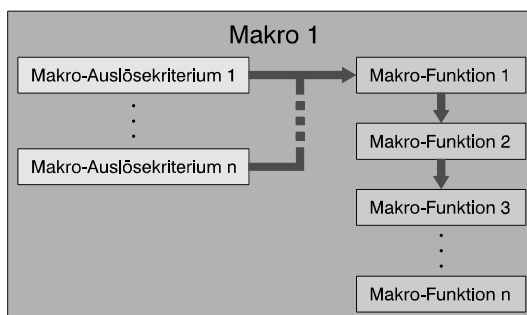 Makro 1
Makro-Auslösekriterium 1
Makro-Auslösekriterium n
Makro-Funktion 1
Makro-Funktion 2
Makro-Funktion 3
Makro-Funktion n